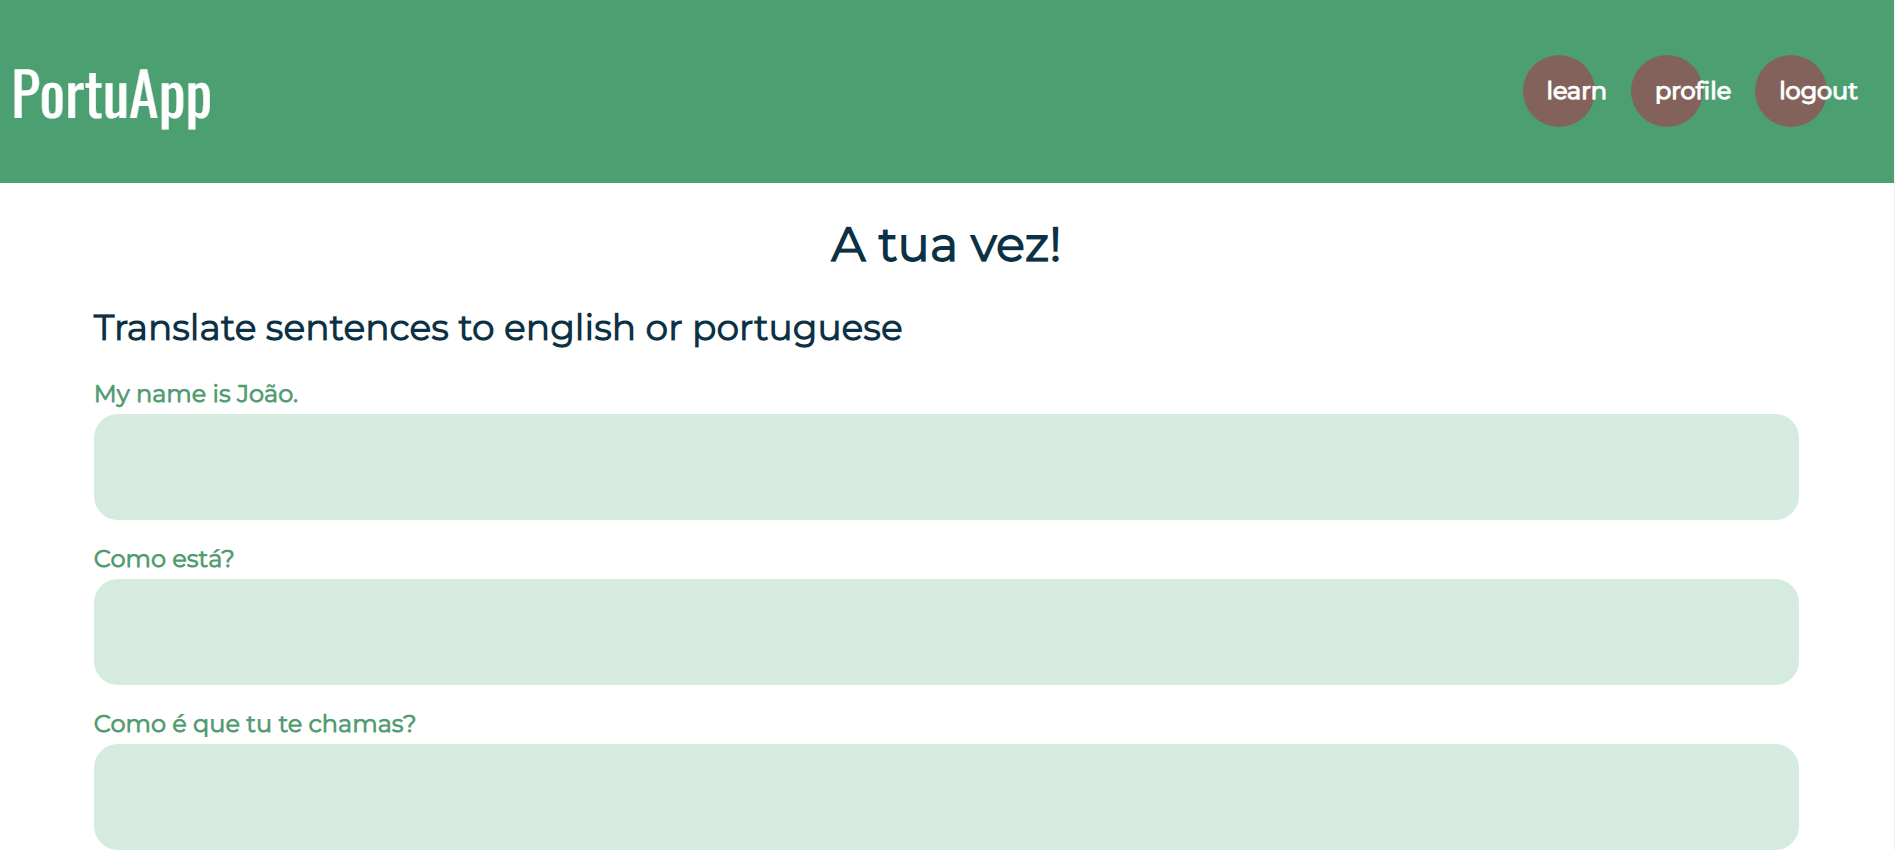 PortuApp
learn
profile
logout
A tua vez!
Translate sentences to english or portuguese
My name is João.
Como está?
Como é que tu te chamas?